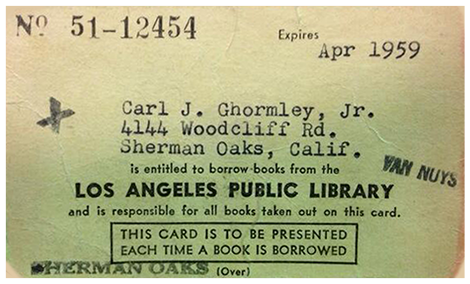 Nº 51-12454
Expires
Apr 1959
Carl J. Ghormley, Jr.
4144 Woodcliff Rd.
Sherman Oaks, Calif.
is entitled to borrow books from the
VAN NUYS
LOS ANGELES PUBLIC LIBRARY
and is responsible for all books taken out on this card.
THIS CARD IS TO BE PRESENTED
EACH TIME A BOOK IS BORROWED
SHERMAN OAKS (Over)